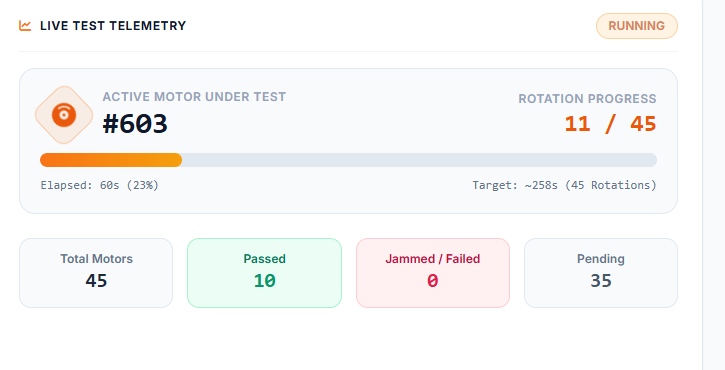 LIVE TEST TELEMETRY
RUNNING
ACTIVE MOTOR UNDER TEST
#603
ROTATION PROGRESS
11 / 45
Elapsed: 60s (23%)
Target: ~258s (45 Rotations)
Total Motors
45
Passed
10
Jammed / Failed
0
Pending
35